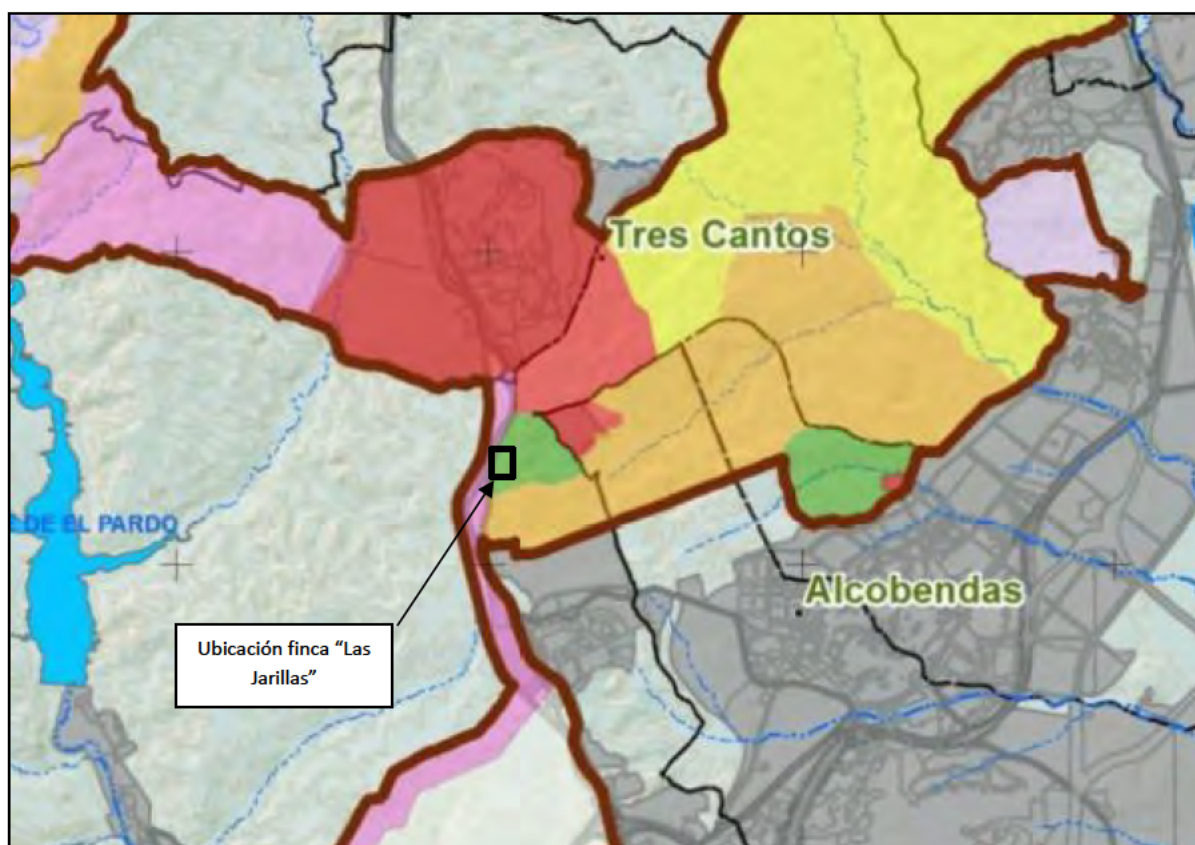 Tres Cantos
DE EL PARDO
Alcobendas
Ubicación finca “Las
Jarillas”